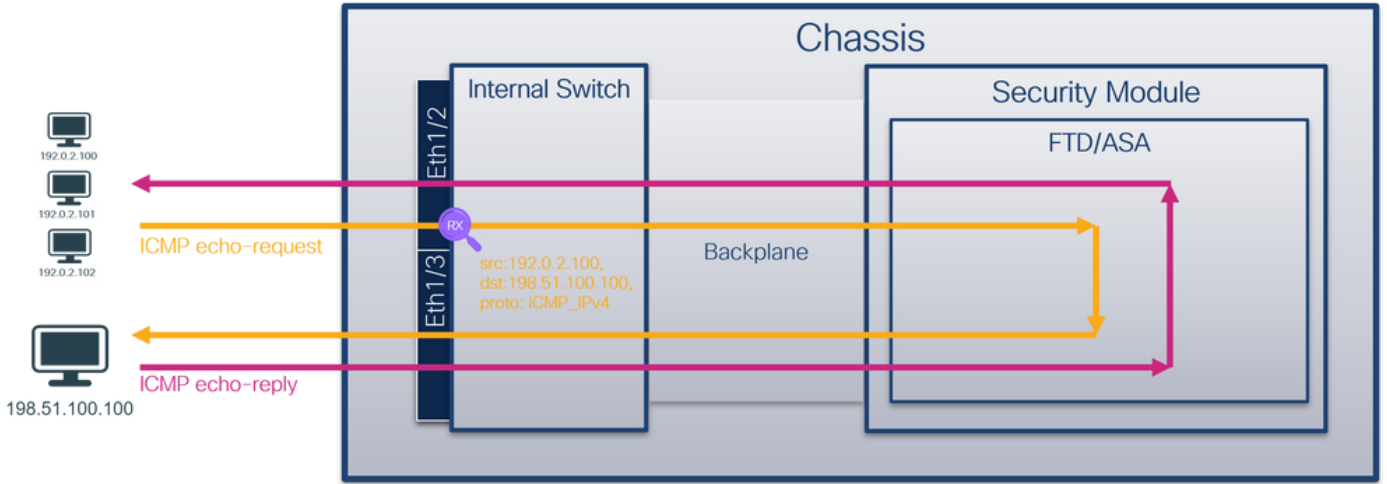 Chassis
Internal Switch
Security Module
FTD/ASA
Eth1/2
192.0.2.100
192.0.2.101
RX
ICMP echo-request
192.0.2.102
Eth1/3
src:192.0.2.100,
dst:198.51.100.100,
proto: ICMP_IPv4
Backplane
ICMP echo-reply
198.51.100.100